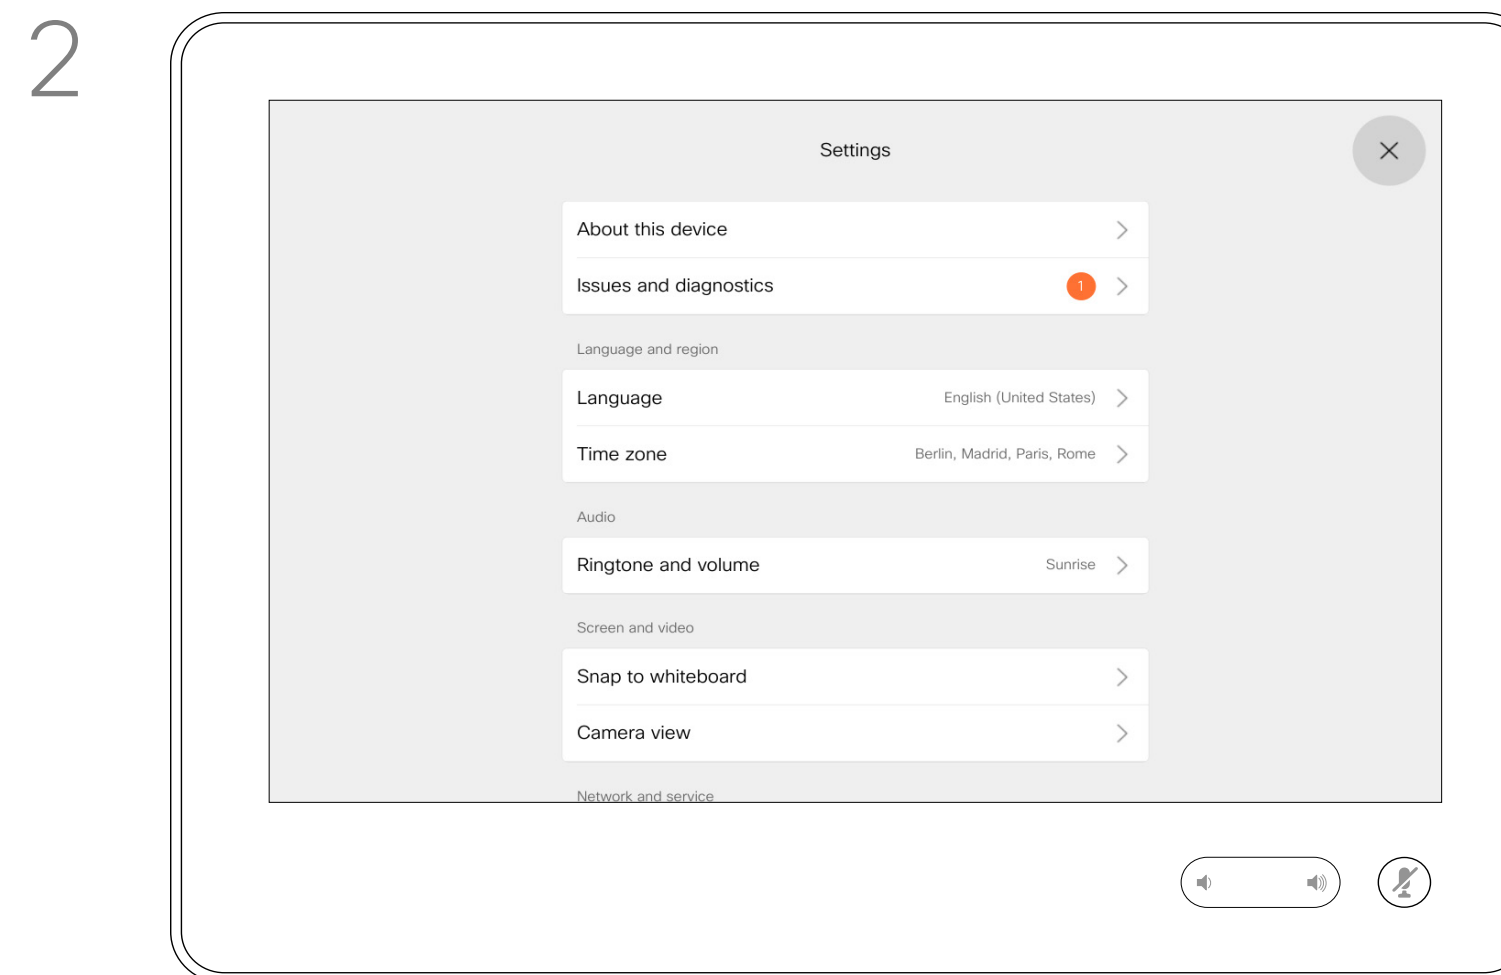 2
Settings
About this device
Issues and diagnostics 1
Language and region
Language English (United States)
Time zone Berlin, Madrid, Paris, Rome
Audio
Ringtone and volume Sunrise
Screen and video
Snap to whiteboard
Camera view
Network and service